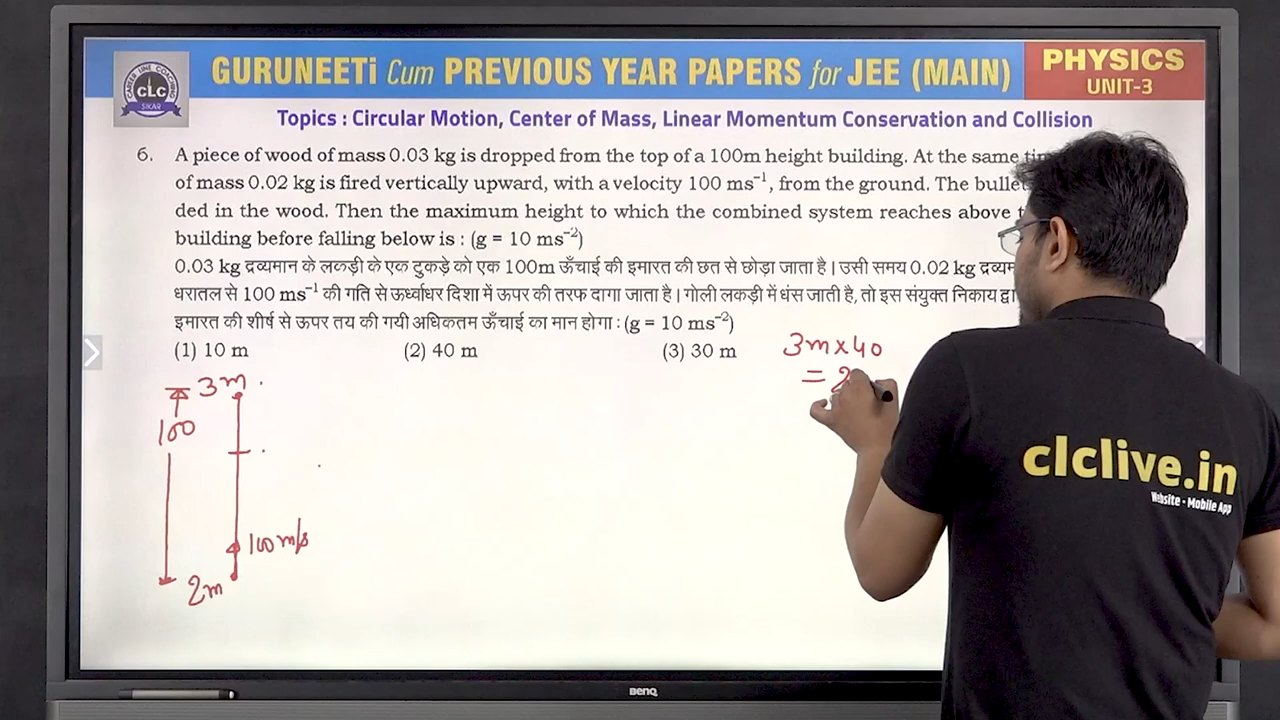 GURUNEETi Cum PREVIOUS YEAR PAPERS for JEE (MAIN)
PHYSICS
UNIT-3
CAREER LINE COACHING
CLC
SIKAR
Topics : Circular Motion, Center of Mass, Linear Momentum Conservation and Collision
6. A piece of wood of mass 0.03 kg is dropped from the top of a 100m height building. At the same
of mass 0.02 kg is fired vertically upward, with a velocity 100 ms⁻¹, from the ground. The bullet
ded in the wood. Then the maximum height to which the combined system reaches above
building before falling below is : (g = 10 ms⁻²)
0.03 kg द्रव्यमान के लकड़ी के एक टुकड़े को एक 100m ऊँचाई की इमारत की छत से छोड़ा जाता है। उसी समय 0.02 kg
धरातल से 100 ms⁻¹ की गति से ऊर्ध्वाधर दिशा में ऊपर की तरफ दागा जाता है। गोली लकड़ी में धंस जाती है, तो इस संयुक्त निकाय
इमारत की शीर्ष से ऊपर तय की गयी अधिकतम ऊँचाई का मान होगा : (g = 10 ms⁻²)
(1) 10 m (2) 40 m (3) 30 m
3m×40
= 2
3m
100
100 m/s
2m
clclive.in
Website - Mobile App
BenQ